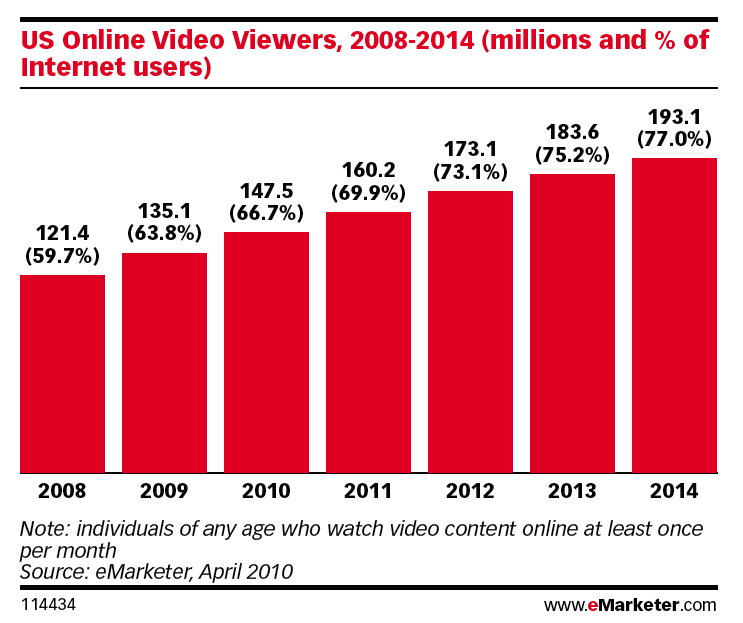 US Online Video Viewers, 2008-2014 (millions and % of
Internet users)
121.4
(59.7%)
135.1
(63.8%)
147.5
(66.7%)
160.2
(69.9%)
173.1
(73.1%)
183.6
(75.2%)
193.1
(77.0%)
2008 2009 2010 2011 2012 2013 2014
Note: individuals of any age who watch video content online at least once
per month
Source: eMarketer, April 2010
114434 www.eMarketer.com